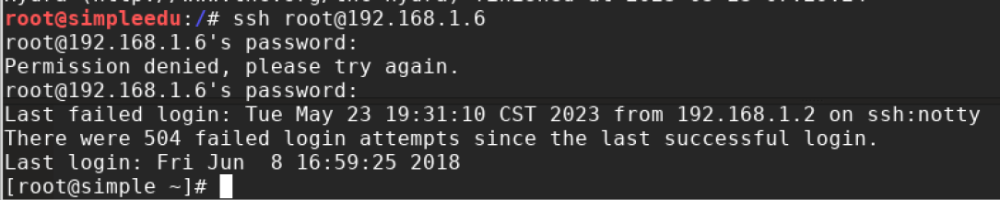 root@simpleedu:/# ssh root@192.168.1.6
root@192.168.1.6's password:
Permission denied, please try again.
root@192.168.1.6's password:
Last failed login: Tue May 23 19:31:10 CST 2023 from 192.168.1.2 on ssh:notty
There were 504 failed login attempts since the last successful login.
Last login: Fri Jun  8 16:59:25 2018
[root@simple ~]#